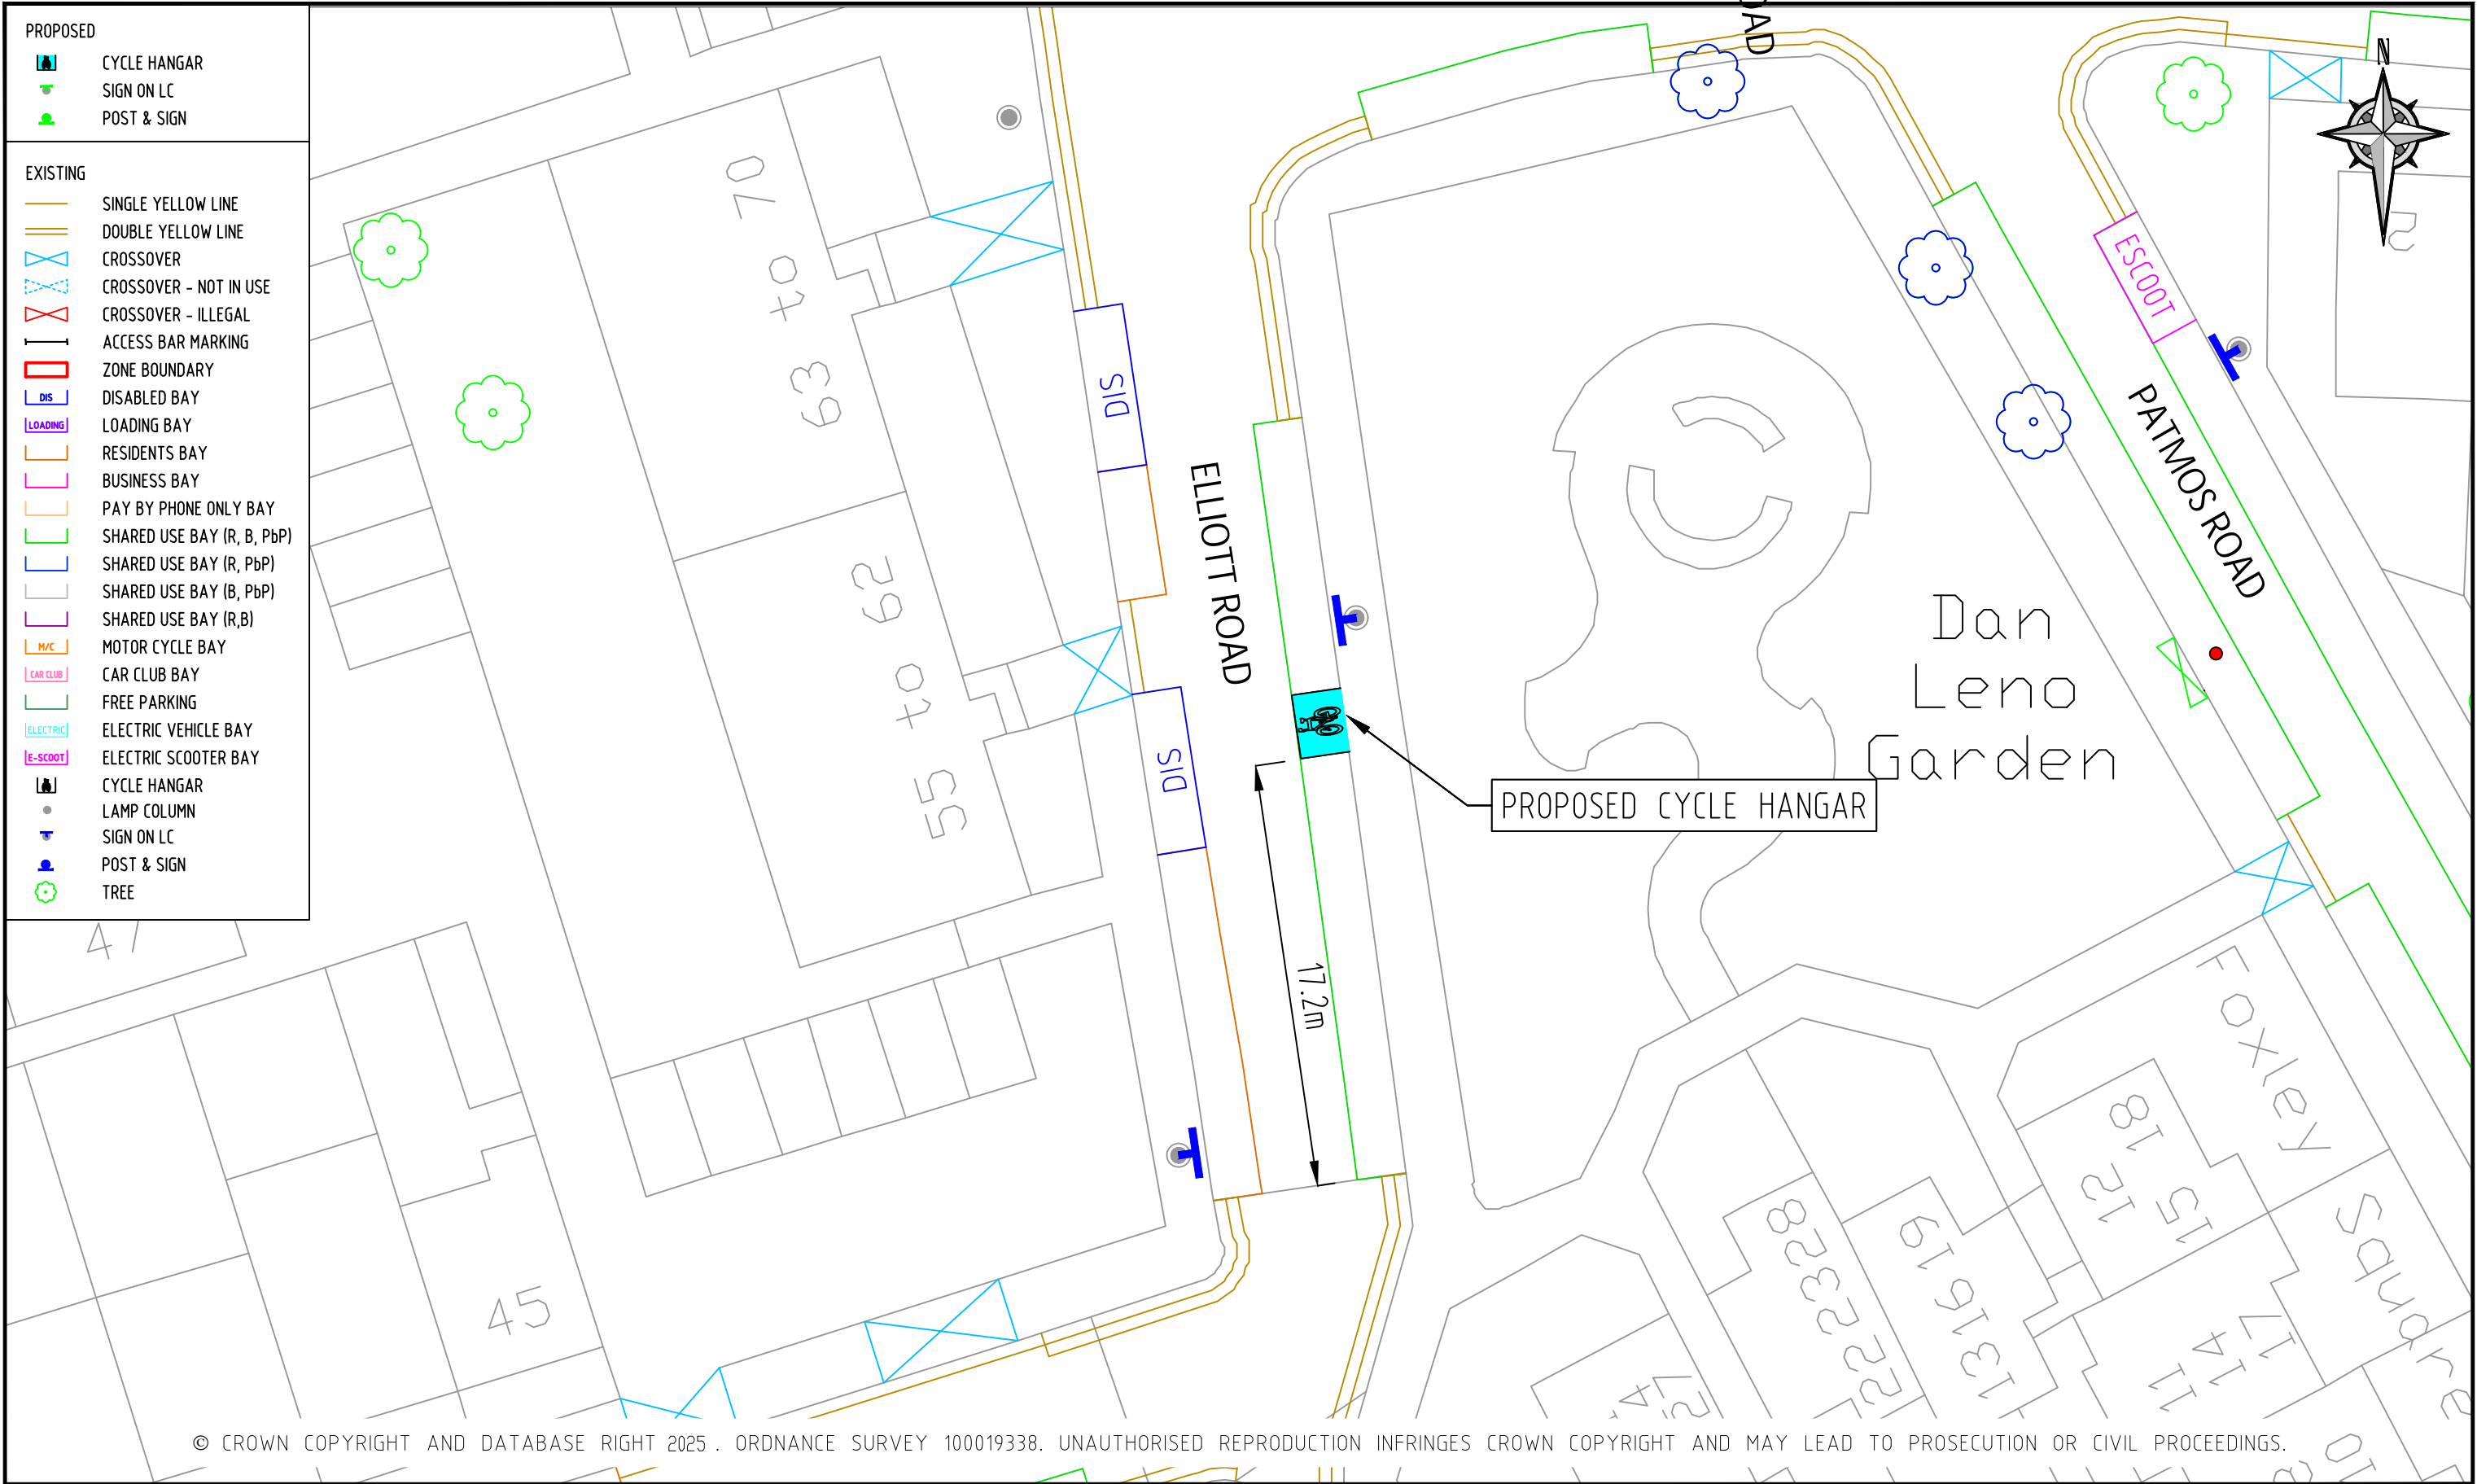 PROPOSED
CYCLE HANGAR
SIGN ON LC
POST & SIGN
EXISTING
SINGLE YELLOW LINE
DOUBLE YELLOW LINE
CROSSOVER
CROSSOVER - NOT IN USE
CROSSOVER - ILLEGAL
ACCESS BAR MARKING
ZONE BOUNDARY
DIS DISABLED BAY
LOADING LOADING BAY
RESIDENTS BAY
BUSINESS BAY
PAY BY PHONE ONLY BAY
SHARED USE BAY (R, B, PbP)
SHARED USE BAY (R, PbP)
SHARED USE BAY (B, PbP)
SHARED USE BAY (R,B)
M/C MOTOR CYCLE BAY
CAR CLUB CAR CLUB BAY
FREE PARKING
ELECTRIC ELECTRIC VEHICLE BAY
E-SCOOT ELECTRIC SCOOTER BAY
CYCLE HANGAR
LAMP COLUMN
SIGN ON LC
POST & SIGN
TREE
N
63 to 70
55 to 62
DIS
DIS
ELLIOTT ROAD
ESCOOT
PATMOS ROAD
Dan
Leno
Garden
PROPOSED CYCLE HANGAR
17.2m
47
45
Foxley
18
15
12
© CROWN COPYRIGHT AND DATABASE RIGHT 2025. ORDNANCE SURVEY 100019338. UNAUTHORISED REPRODUCTION INFRINGES CROWN COPYRIGHT AND MAY LEAD TO PROSECUTION OR CIVIL PROCEEDINGS.